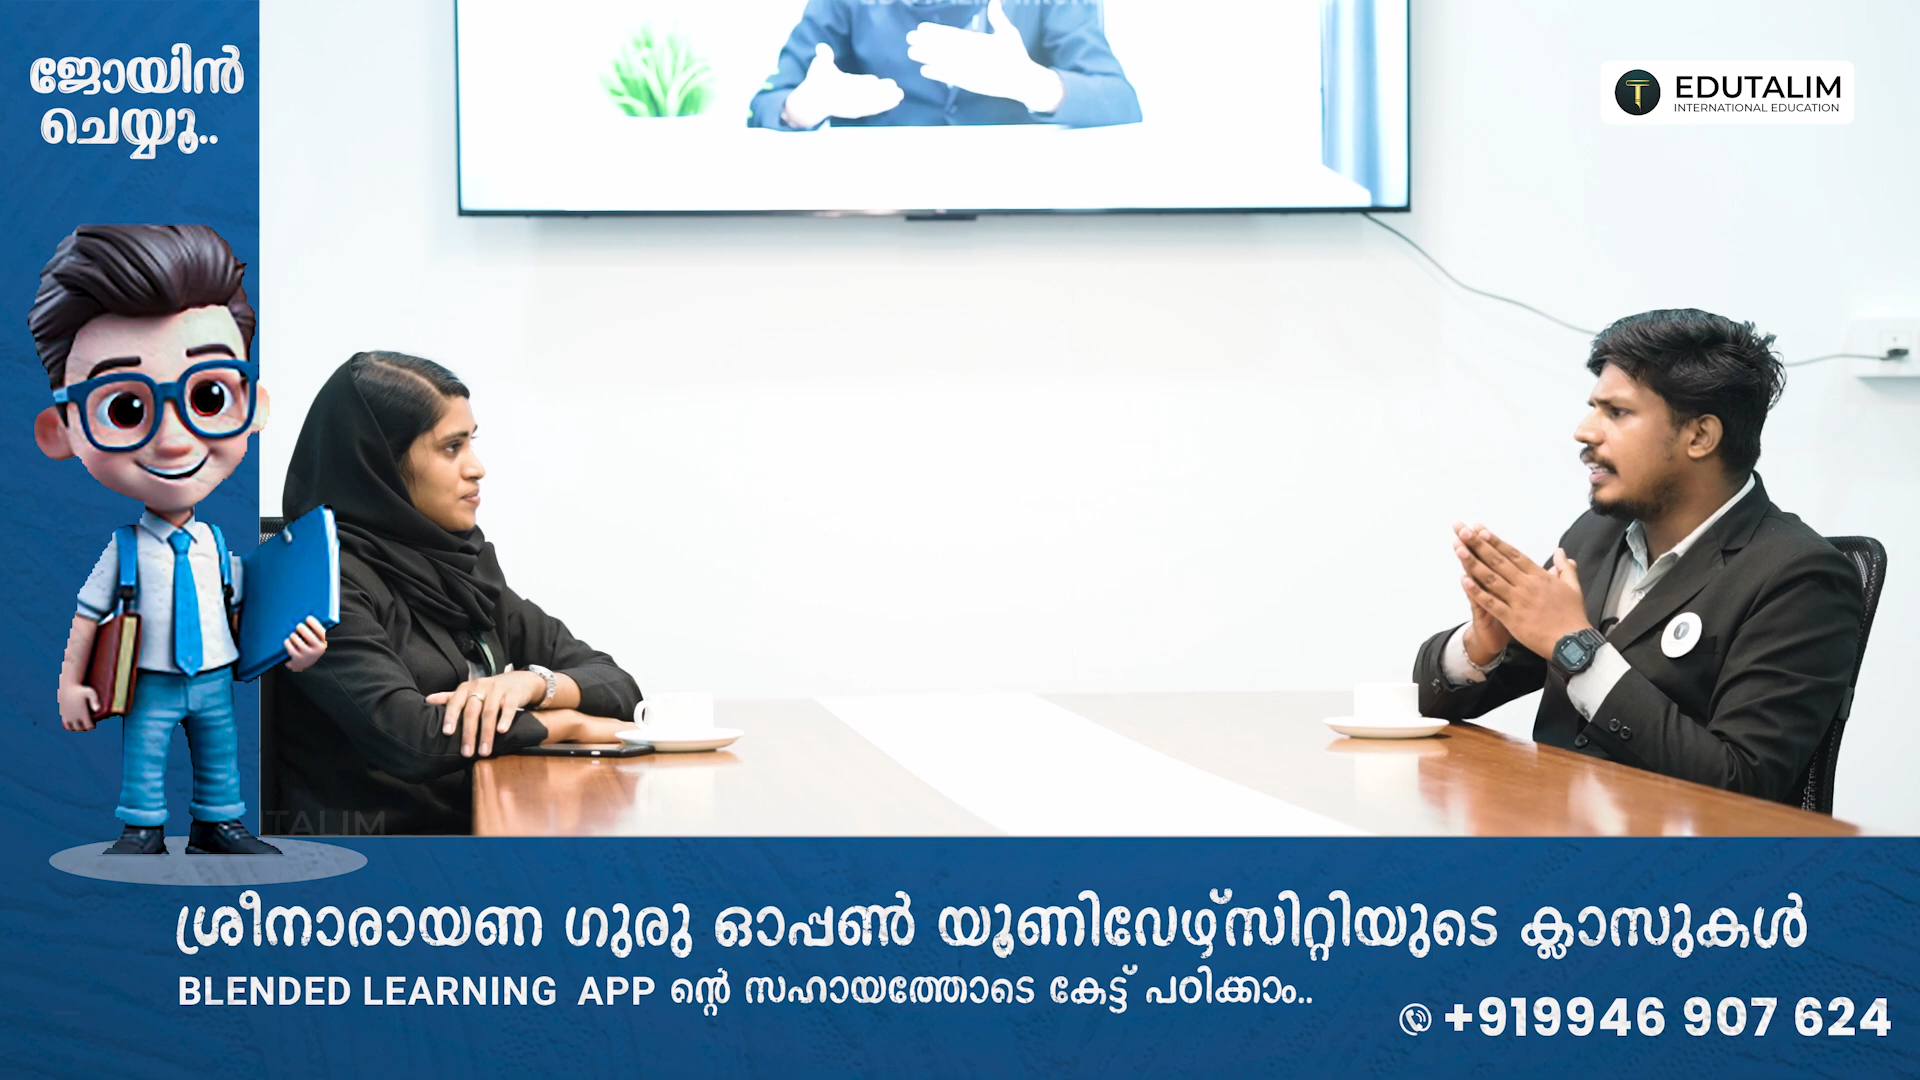 ജോയിൻ
ചെയ്യൂ..
EDUTALIM
INTERNATIONAL EDUCATION
ശ്രീനാരായണ ഗുരു ഓപ്പൺ യൂണിവേഴ്സിറ്റിയുടെ ക്ലാസുകൾ
BLENDED LEARNING APP ന്റെ സഹായത്തോടെ കേട്ട് പഠിക്കാം..
+919946 907 624